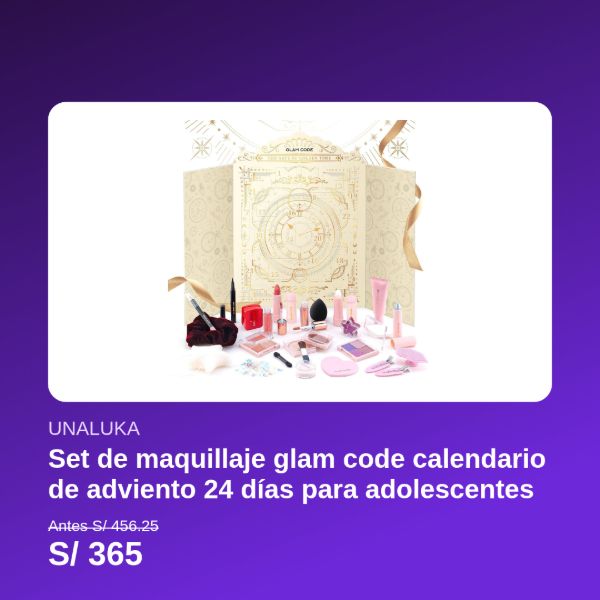 GLAM CODE
UNALUKA
Set de maquillaje glam code calendario
de adviento 24 días para adolescentes
Antes S/ 456.25
S/ 365